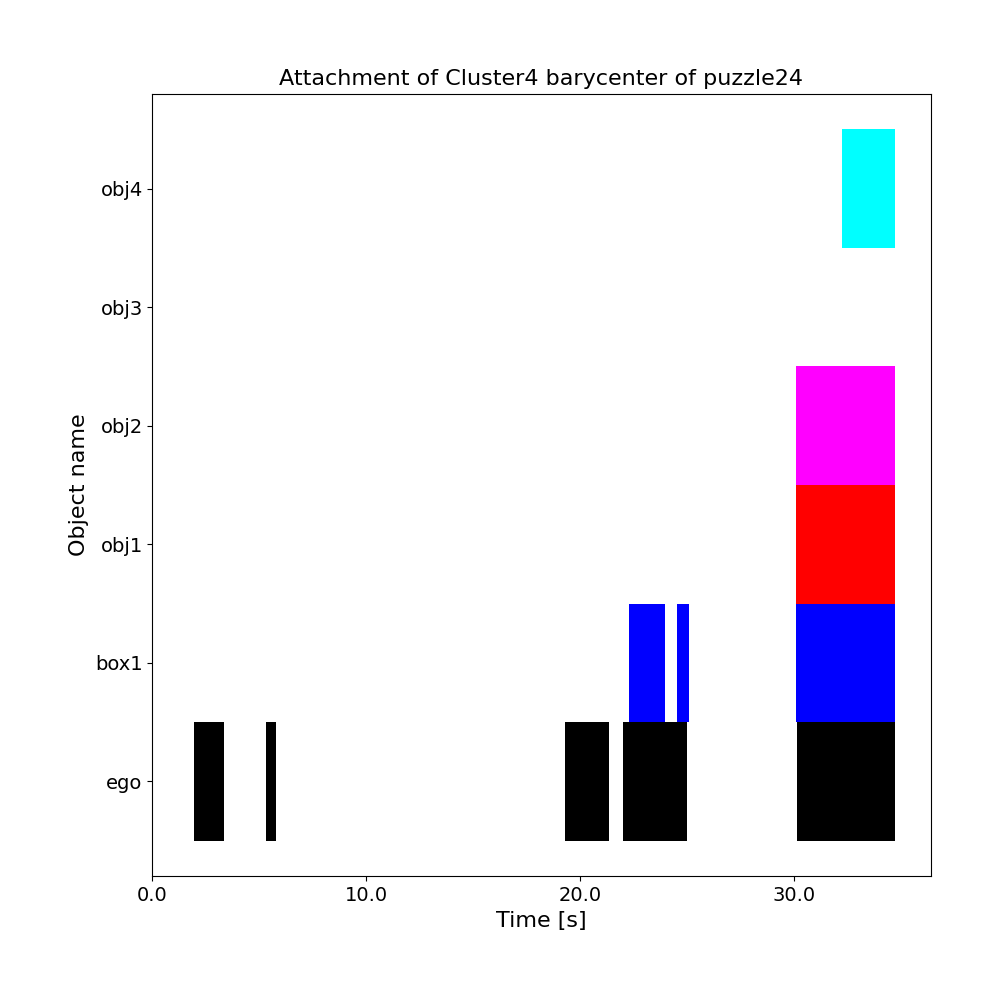 Attachment of Cluster4 barycenter of puzzle24
obj4
obj3
obj2
obj1
box1
ego
Object name
0.0 10.0 20.0 30.0
Time [s]